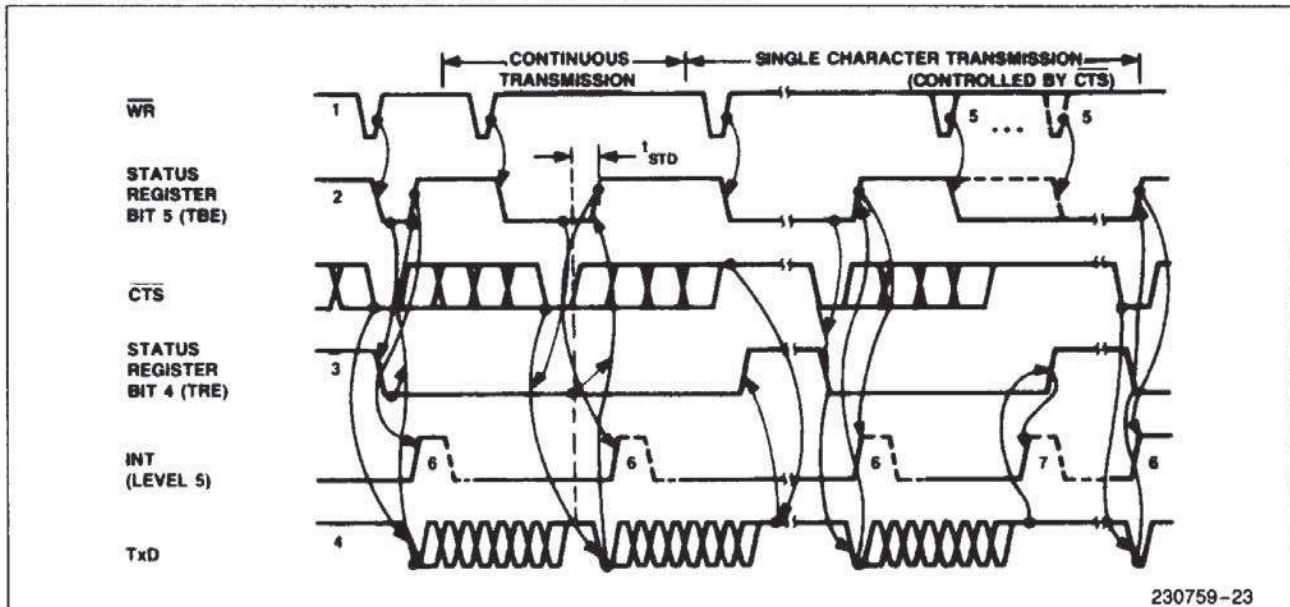 CONTINUOUS TRANSMISSION
SINGLE CHARACTER TRANSMISSION
(CONTROLLED BY CTS)
WR
1
5 ... 5
tSTD
STATUS
REGISTER
BIT 5 (TBE)
2
CTS
STATUS
REGISTER
BIT 4 (TRE)
3
INT
(LEVEL 5)
6
6
6
7
6
TxD
4
230759-23